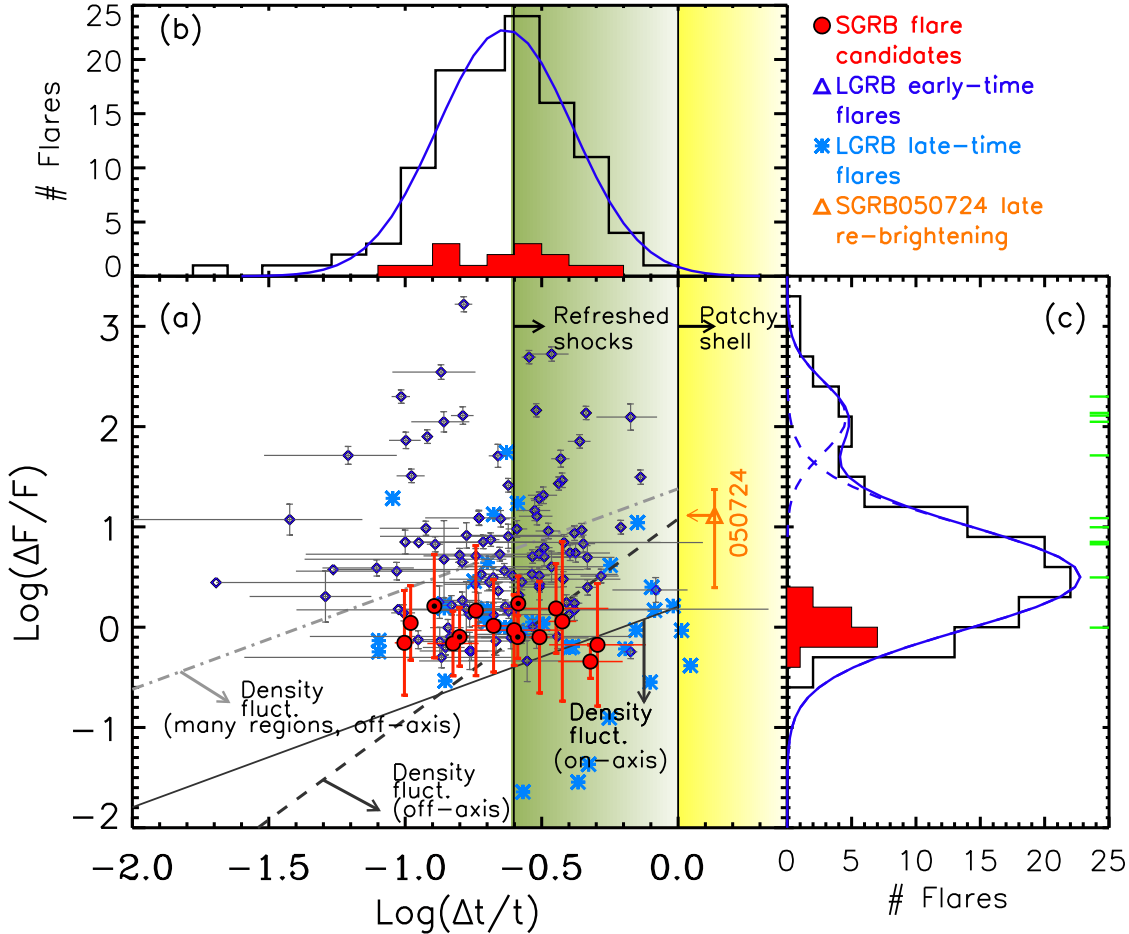 25
20
15
10
5
0
# Flares
(b)
SGRB flare
candidates
LGRB early-time
flares
LGRB late-time
flares
SGRB050724 late
re-brightening
3
2
1
0
-1
-2
Log(ΔF/F)
(a)
Refreshed
shocks
Patchy
shell
050724
Density
fluct.
(many regions, off-axis)
Density
fluct.
(off-axis)
Density
fluct.
(on-axis)
-2.0 -1.5 -1.0 -0.5 0.0
Log(Δt/t)
(c)
0 5 10 15 20 25
# Flares